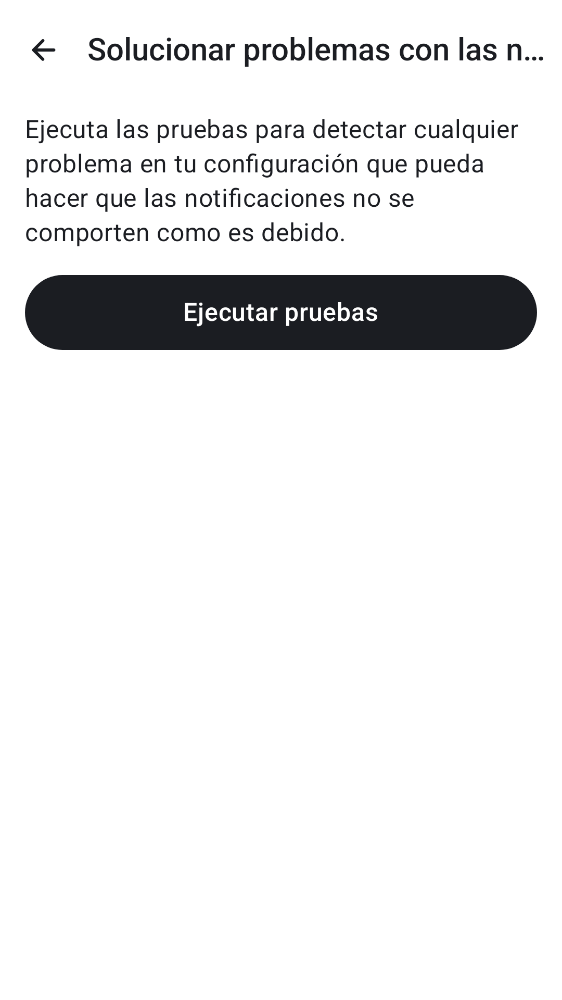 Solucionar problemas con las n...
Ejecuta las pruebas para detectar cualquier
problema en tu configuración que pueda
hacer que las notificaciones no se
comporten como es debido.
Ejecutar pruebas